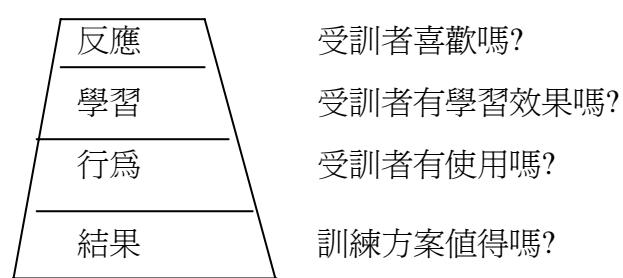 反應 受訓者喜歡嗎?
學習 受訓者有學習效果嗎?
行為 受訓者有使用嗎?
結果 訓練方案值得嗎?